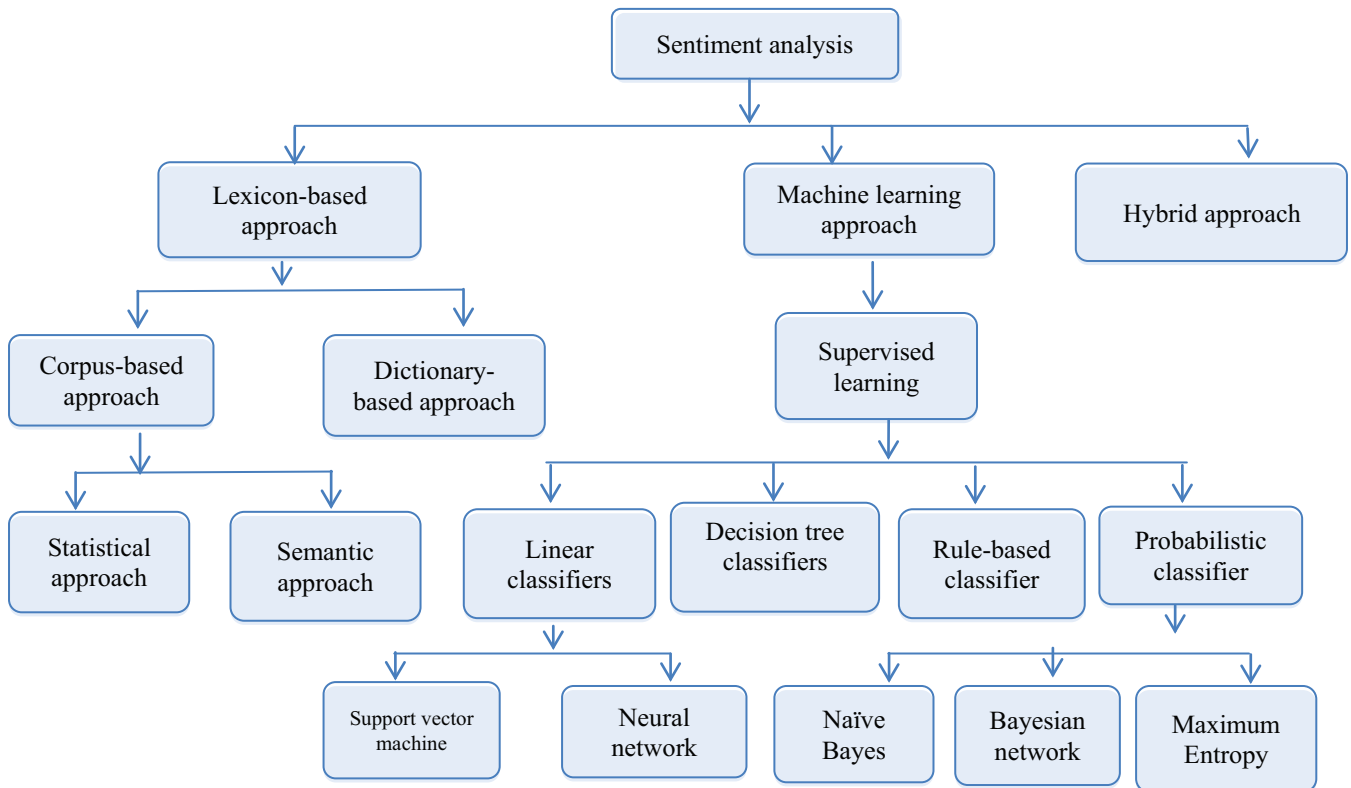 Sentiment analysis
Lexicon-based
approach
Machine learning
approach
Hybrid approach
Corpus-based
approach
Dictionary-
based approach
Supervised
learning
Statistical
approach
Semantic
approach
Linear
classifiers
Decision tree
classifiers
Rule-based
classifier
Probabilistic
classifier
Support vector
machine
Neural
network
Naïve
Bayes
Bayesian
network
Maximum
Entropy